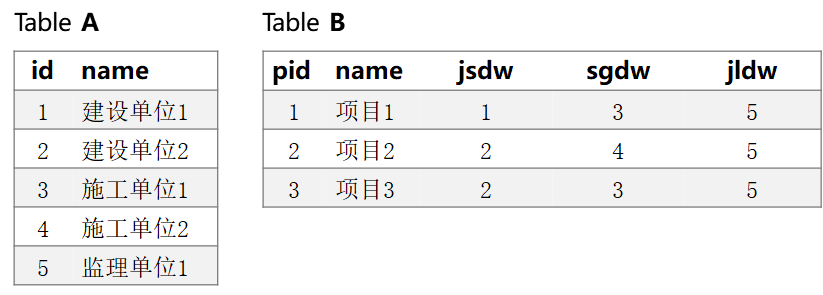 Table A
id name
1 建设单位1
2 建设单位2
3 施工单位1
4 施工单位2
5 监理单位1
Table B
pid name jsdw sgdw jldw
1 项目1 1 3 5
2 项目2 2 4 5
3 项目3 2 3 5